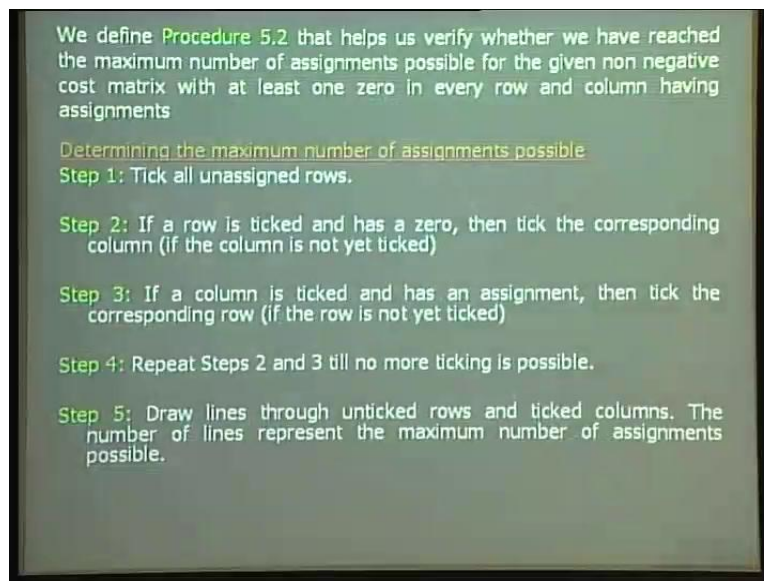 We define Procedure 5.2 that helps us verify whether we have reached
the maximum number of assignments possible for the given non negative
cost matrix with at least one zero in every row and column having
assignments
Determining the maximum number of assignments possible
Step 1: Tick all unassigned rows.
Step 2: If a row is ticked and has a zero, then tick the corresponding
column (if the column is not yet ticked)
Step 3: If a column is ticked and has an assignment, then tick the
corresponding row (if the row is not yet ticked)
Step 4: Repeat Steps 2 and 3 till no more ticking is possible.
Step 5: Draw lines through unticked rows and ticked columns. The
number of lines represent the maximum number of assignments
possible.